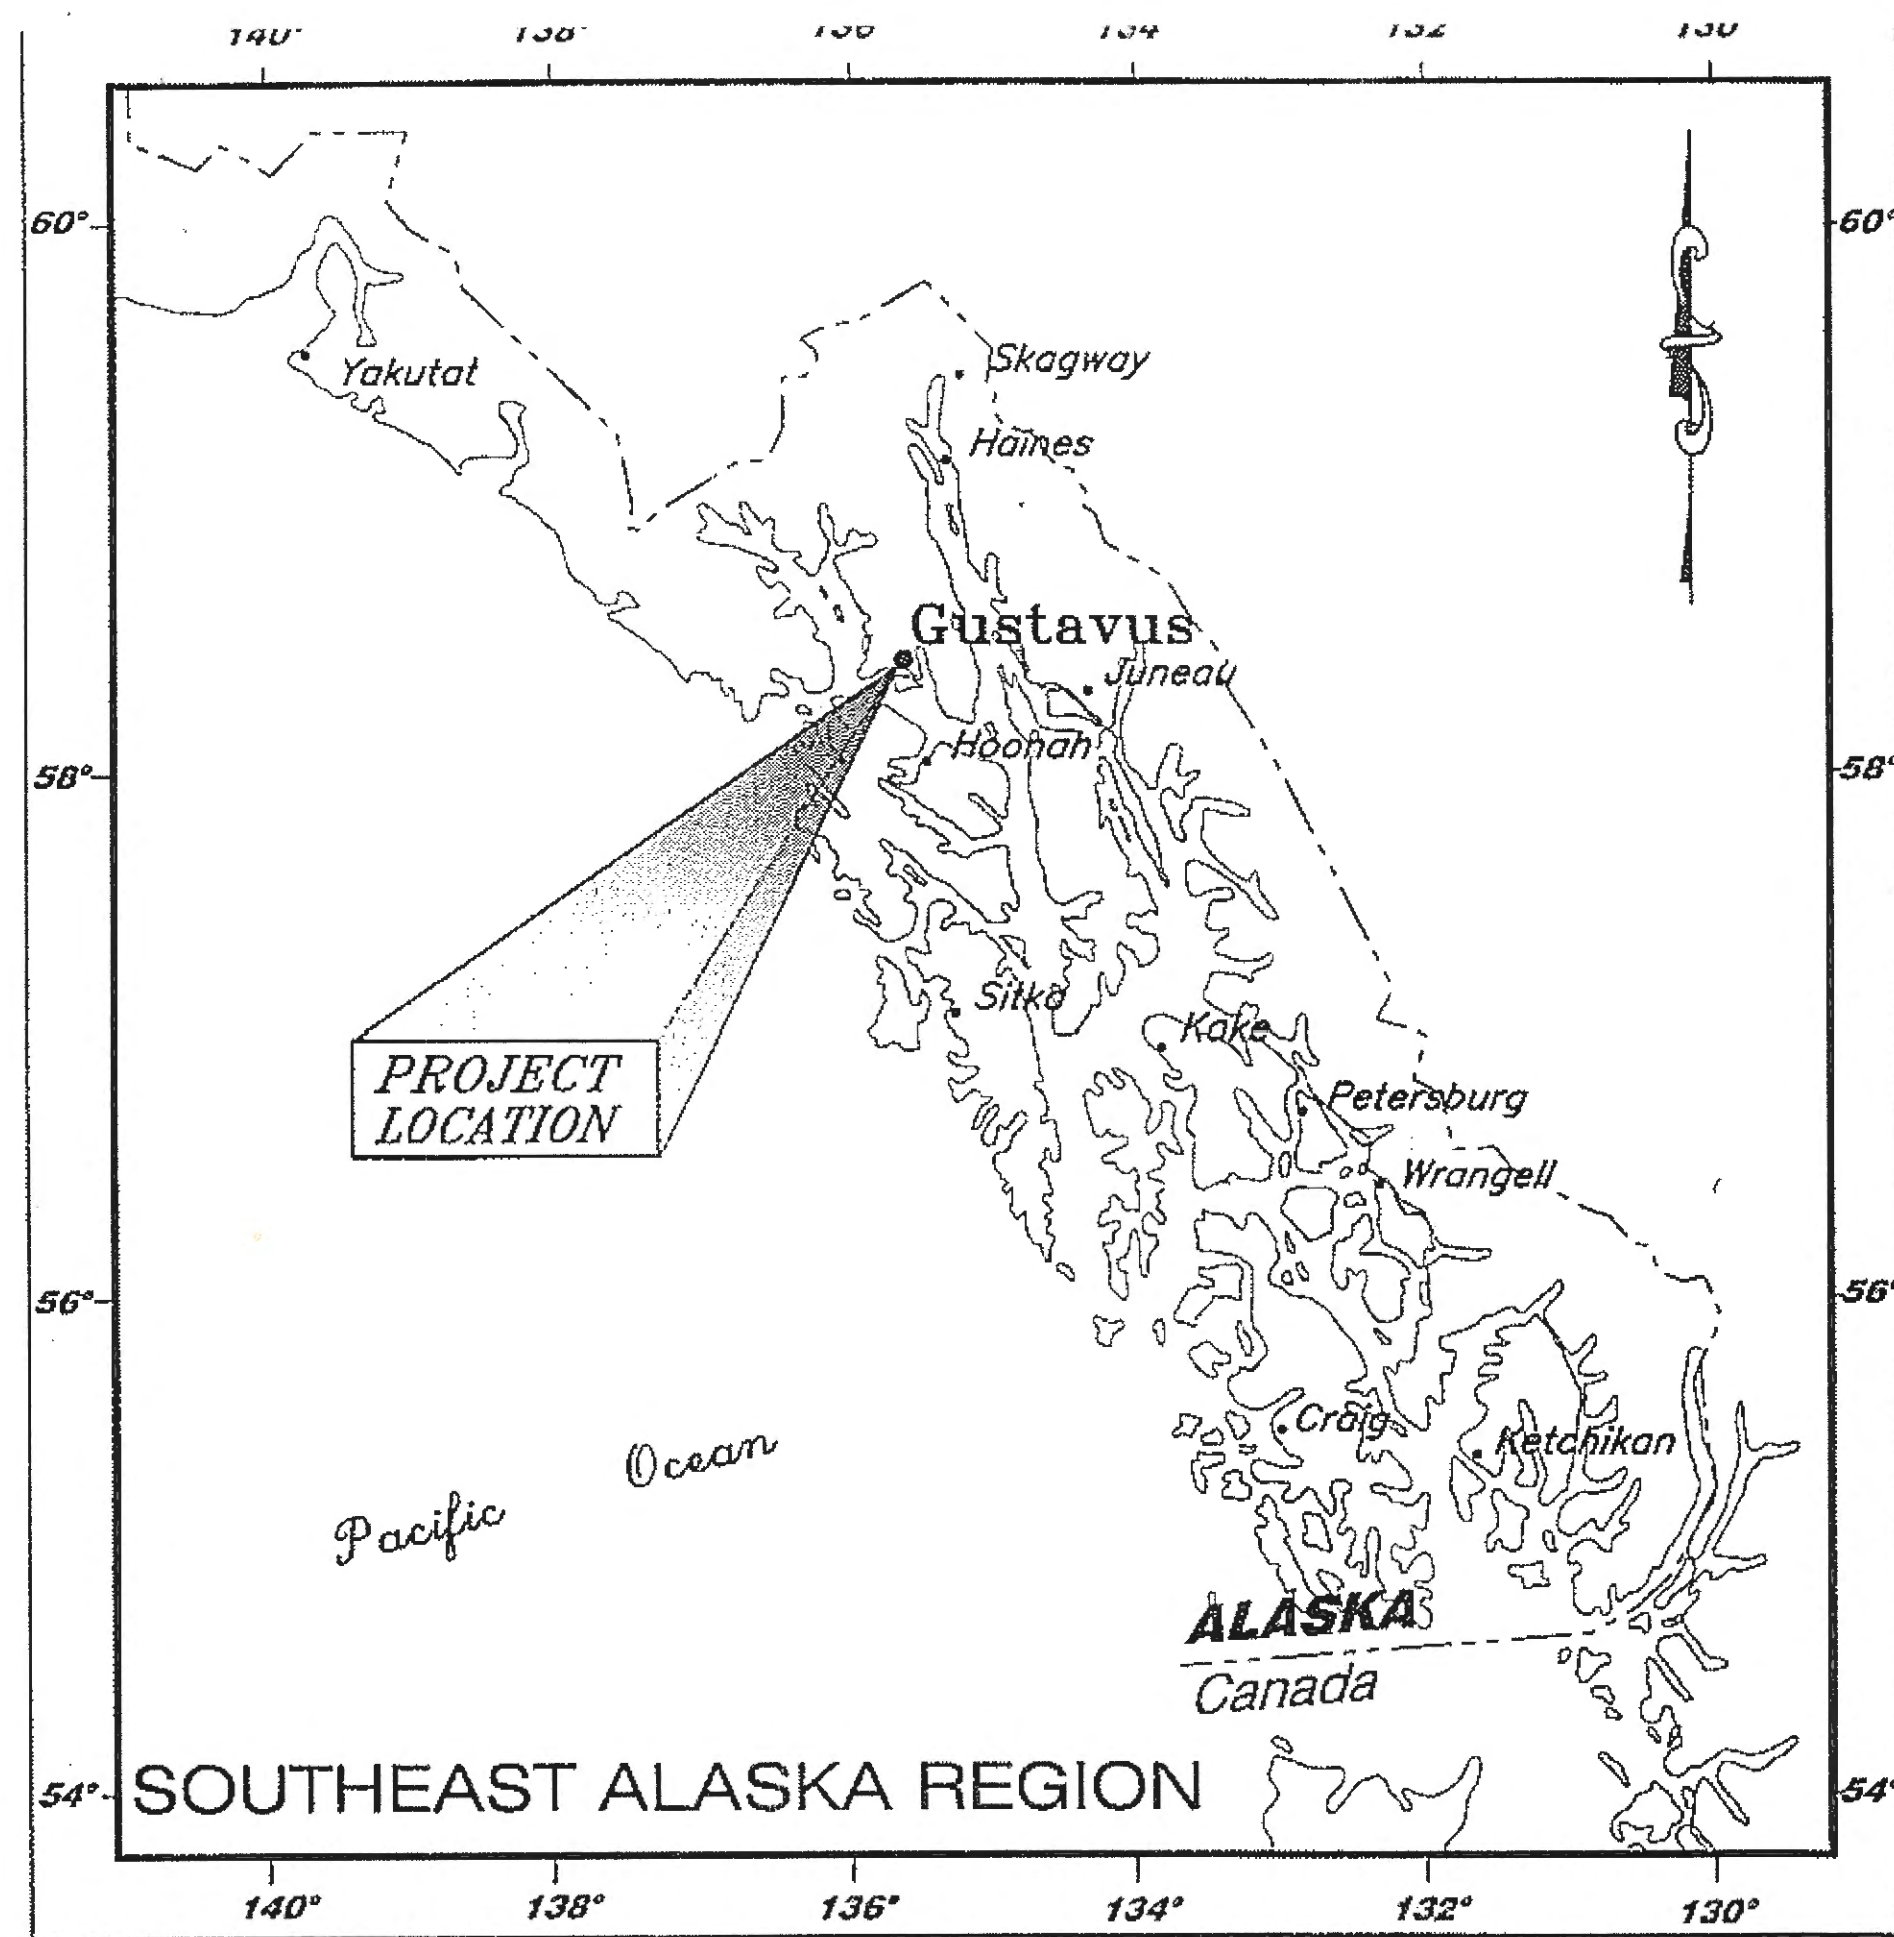 140° 138° 136 134 132 130
60° 60°
Skagway
Yakutat
Haines
Gustavus
Juneau
Hoonah
58° 58°
Sitka
Kake
PROJECT
LOCATION
Petersburg
Wrangell
56° 56°
Craig
Ketchikan
Pacific Ocean
ALASKA
Canada
SOUTHEAST ALASKA REGION
54° 54°
140° 138° 136° 134° 132° 130°